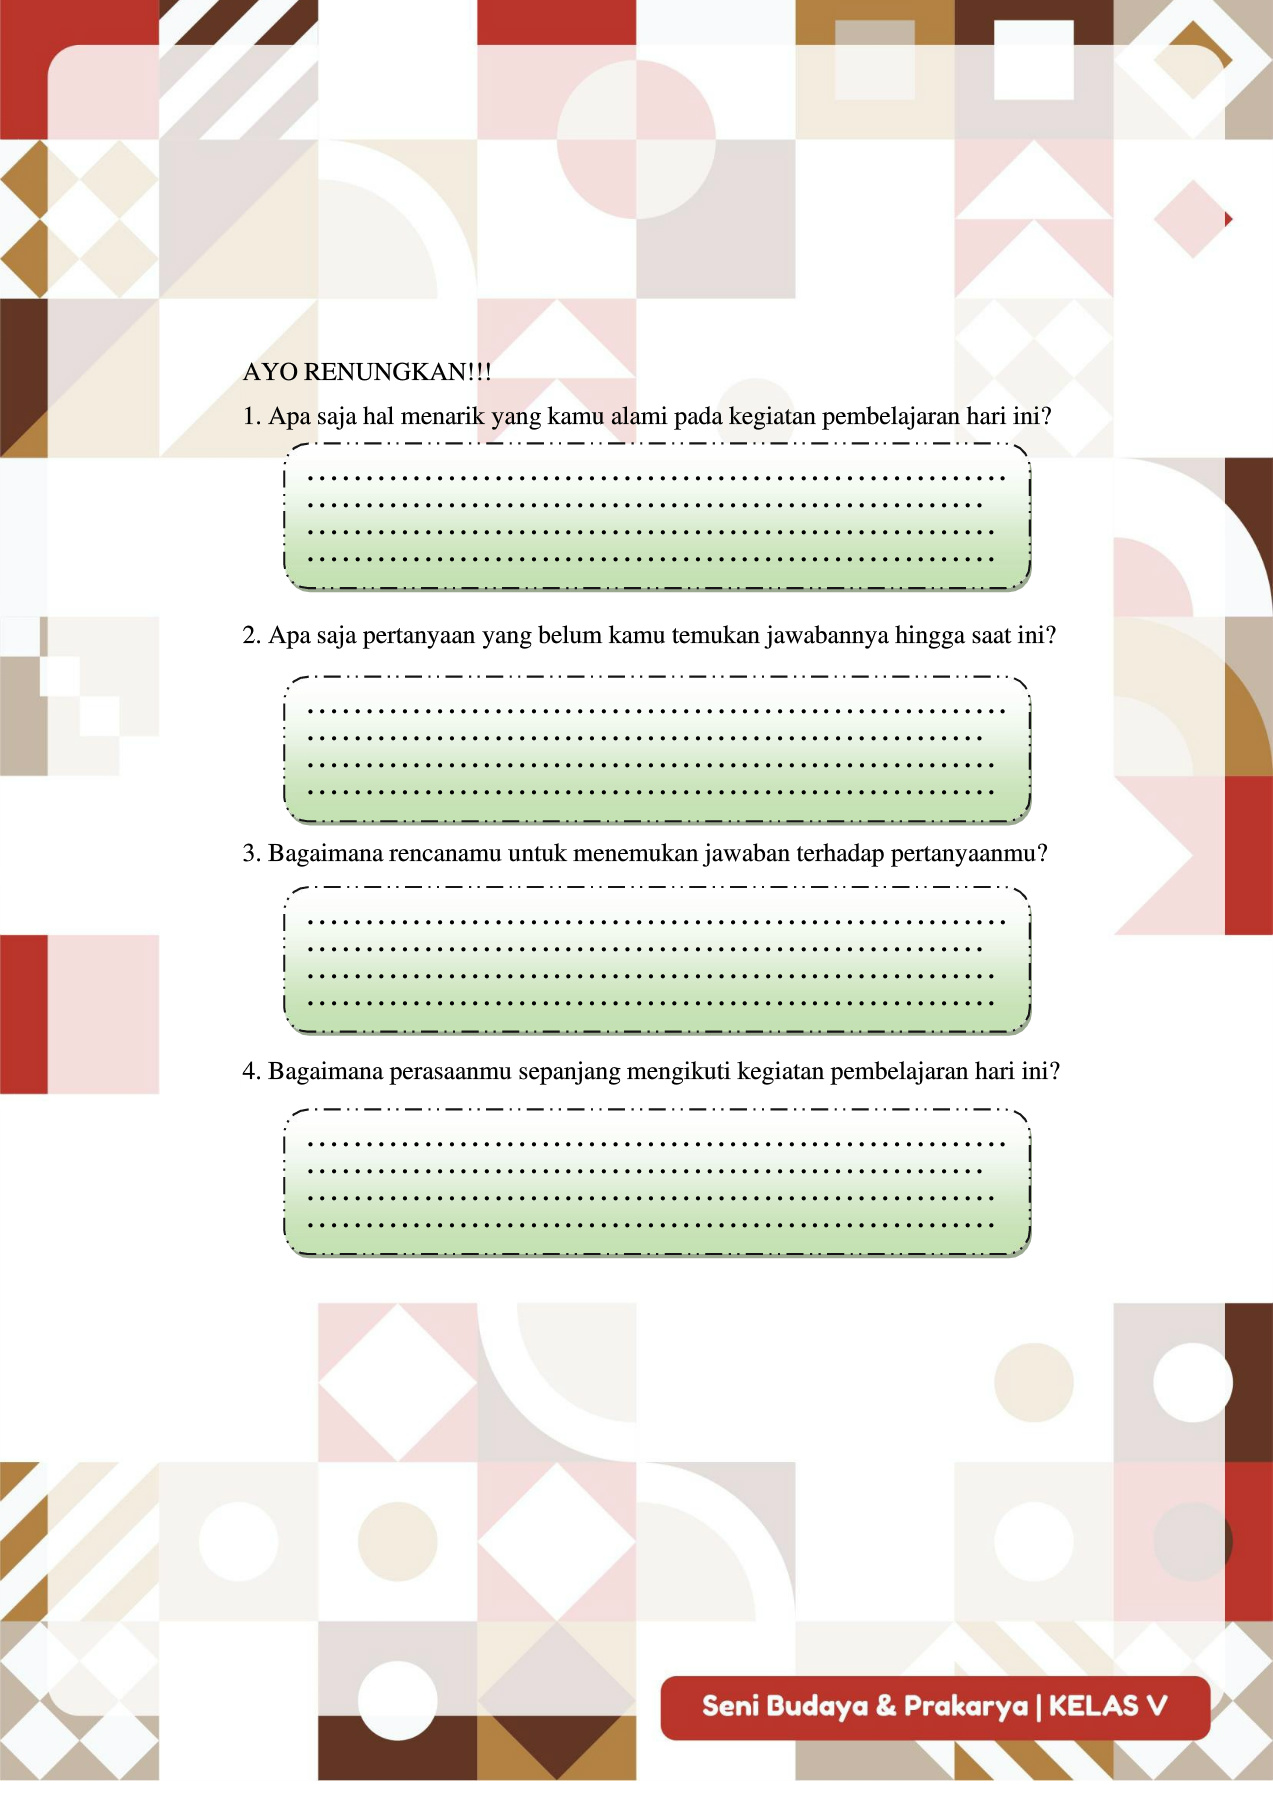 AYO RENUNGKAN!!!
1. Apa saja hal menarik yang kamu alami pada kegiatan pembelajaran hari ini?
............................................................
..........................................................
...........................................................
...........................................................
2. Apa saja pertanyaan yang belum kamu temukan jawabannya hingga saat ini?
............................................................
..........................................................
...........................................................
...........................................................
3. Bagaimana rencanamu untuk menemukan jawaban terhadap pertanyaanmu?
............................................................
..........................................................
...........................................................
...........................................................
4. Bagaimana perasaanmu sepanjang mengikuti kegiatan pembelajaran hari ini?
............................................................
..........................................................
...........................................................
...........................................................
Seni Budaya & Prakarya | KELAS V